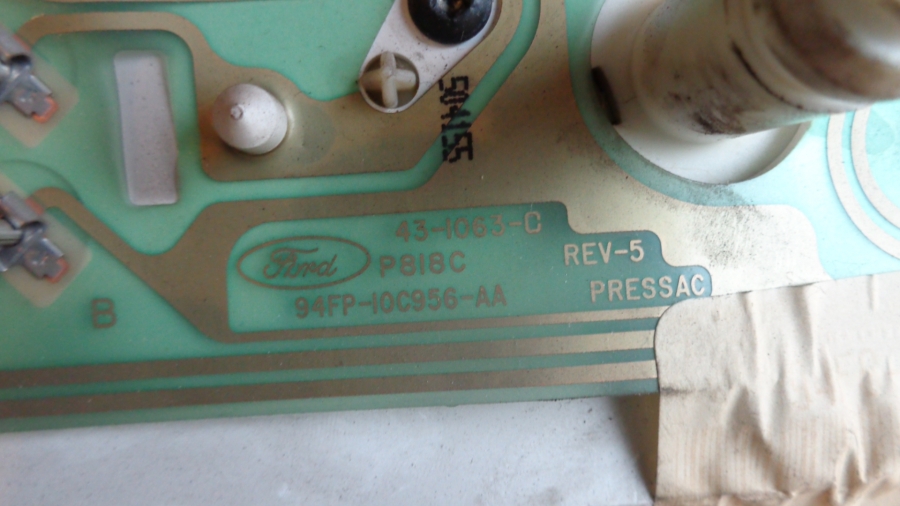 504155
43-1063-C
Ford
P818C
REV-5
94FP-10C956-AA
PRESSAC
B